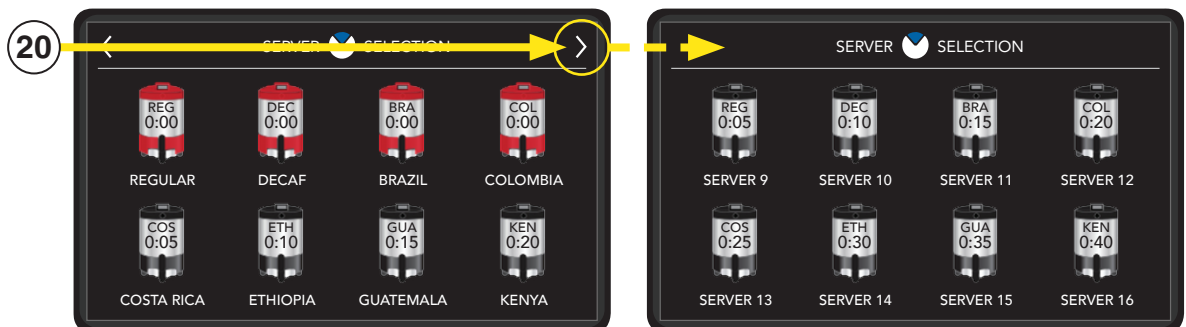 20
SERVER SELECTION
REG DEC BRA COL
0:00 0:00 0:00 0:00
REGULAR DECAF BRAZIL COLOMBIA
COS ETH GUA KEN
0:05 0:10 0:15 0:20
COSTA RICA ETHIOPIA GUATEMALA KENYA
SERVER SELECTION
REG DEC BRA COL
0:05 0:10 0:15 0:20
SERVER 9 SERVER 10 SERVER 11 SERVER 12
COS ETH GUA KEN
0:25 0:30 0:35 0:40
SERVER 13 SERVER 14 SERVER 15 SERVER 16